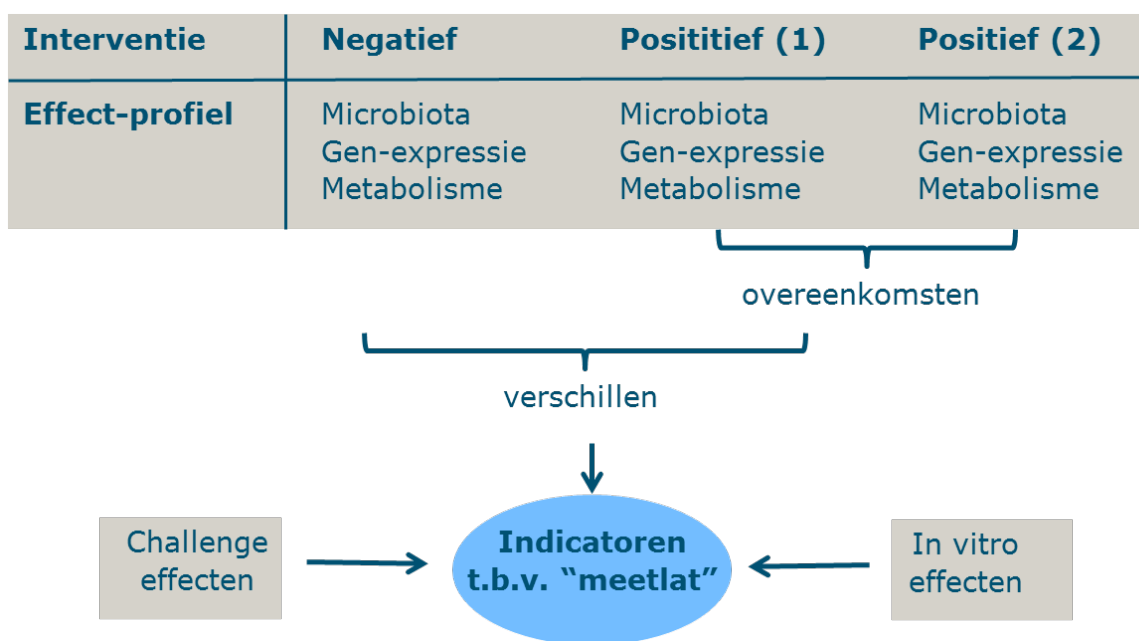 Interventie Negatief Posititief (1) Positief (2)
Effect-profiel Microbiota Microbiota Microbiota
Gen-expressie Gen-expressie Gen-expressie
Metabolisme Metabolisme Metabolisme
overeenkomsten
verschillen
Challenge
effecten
Indicatoren
t.b.v. “meetlat”
In vitro
effecten